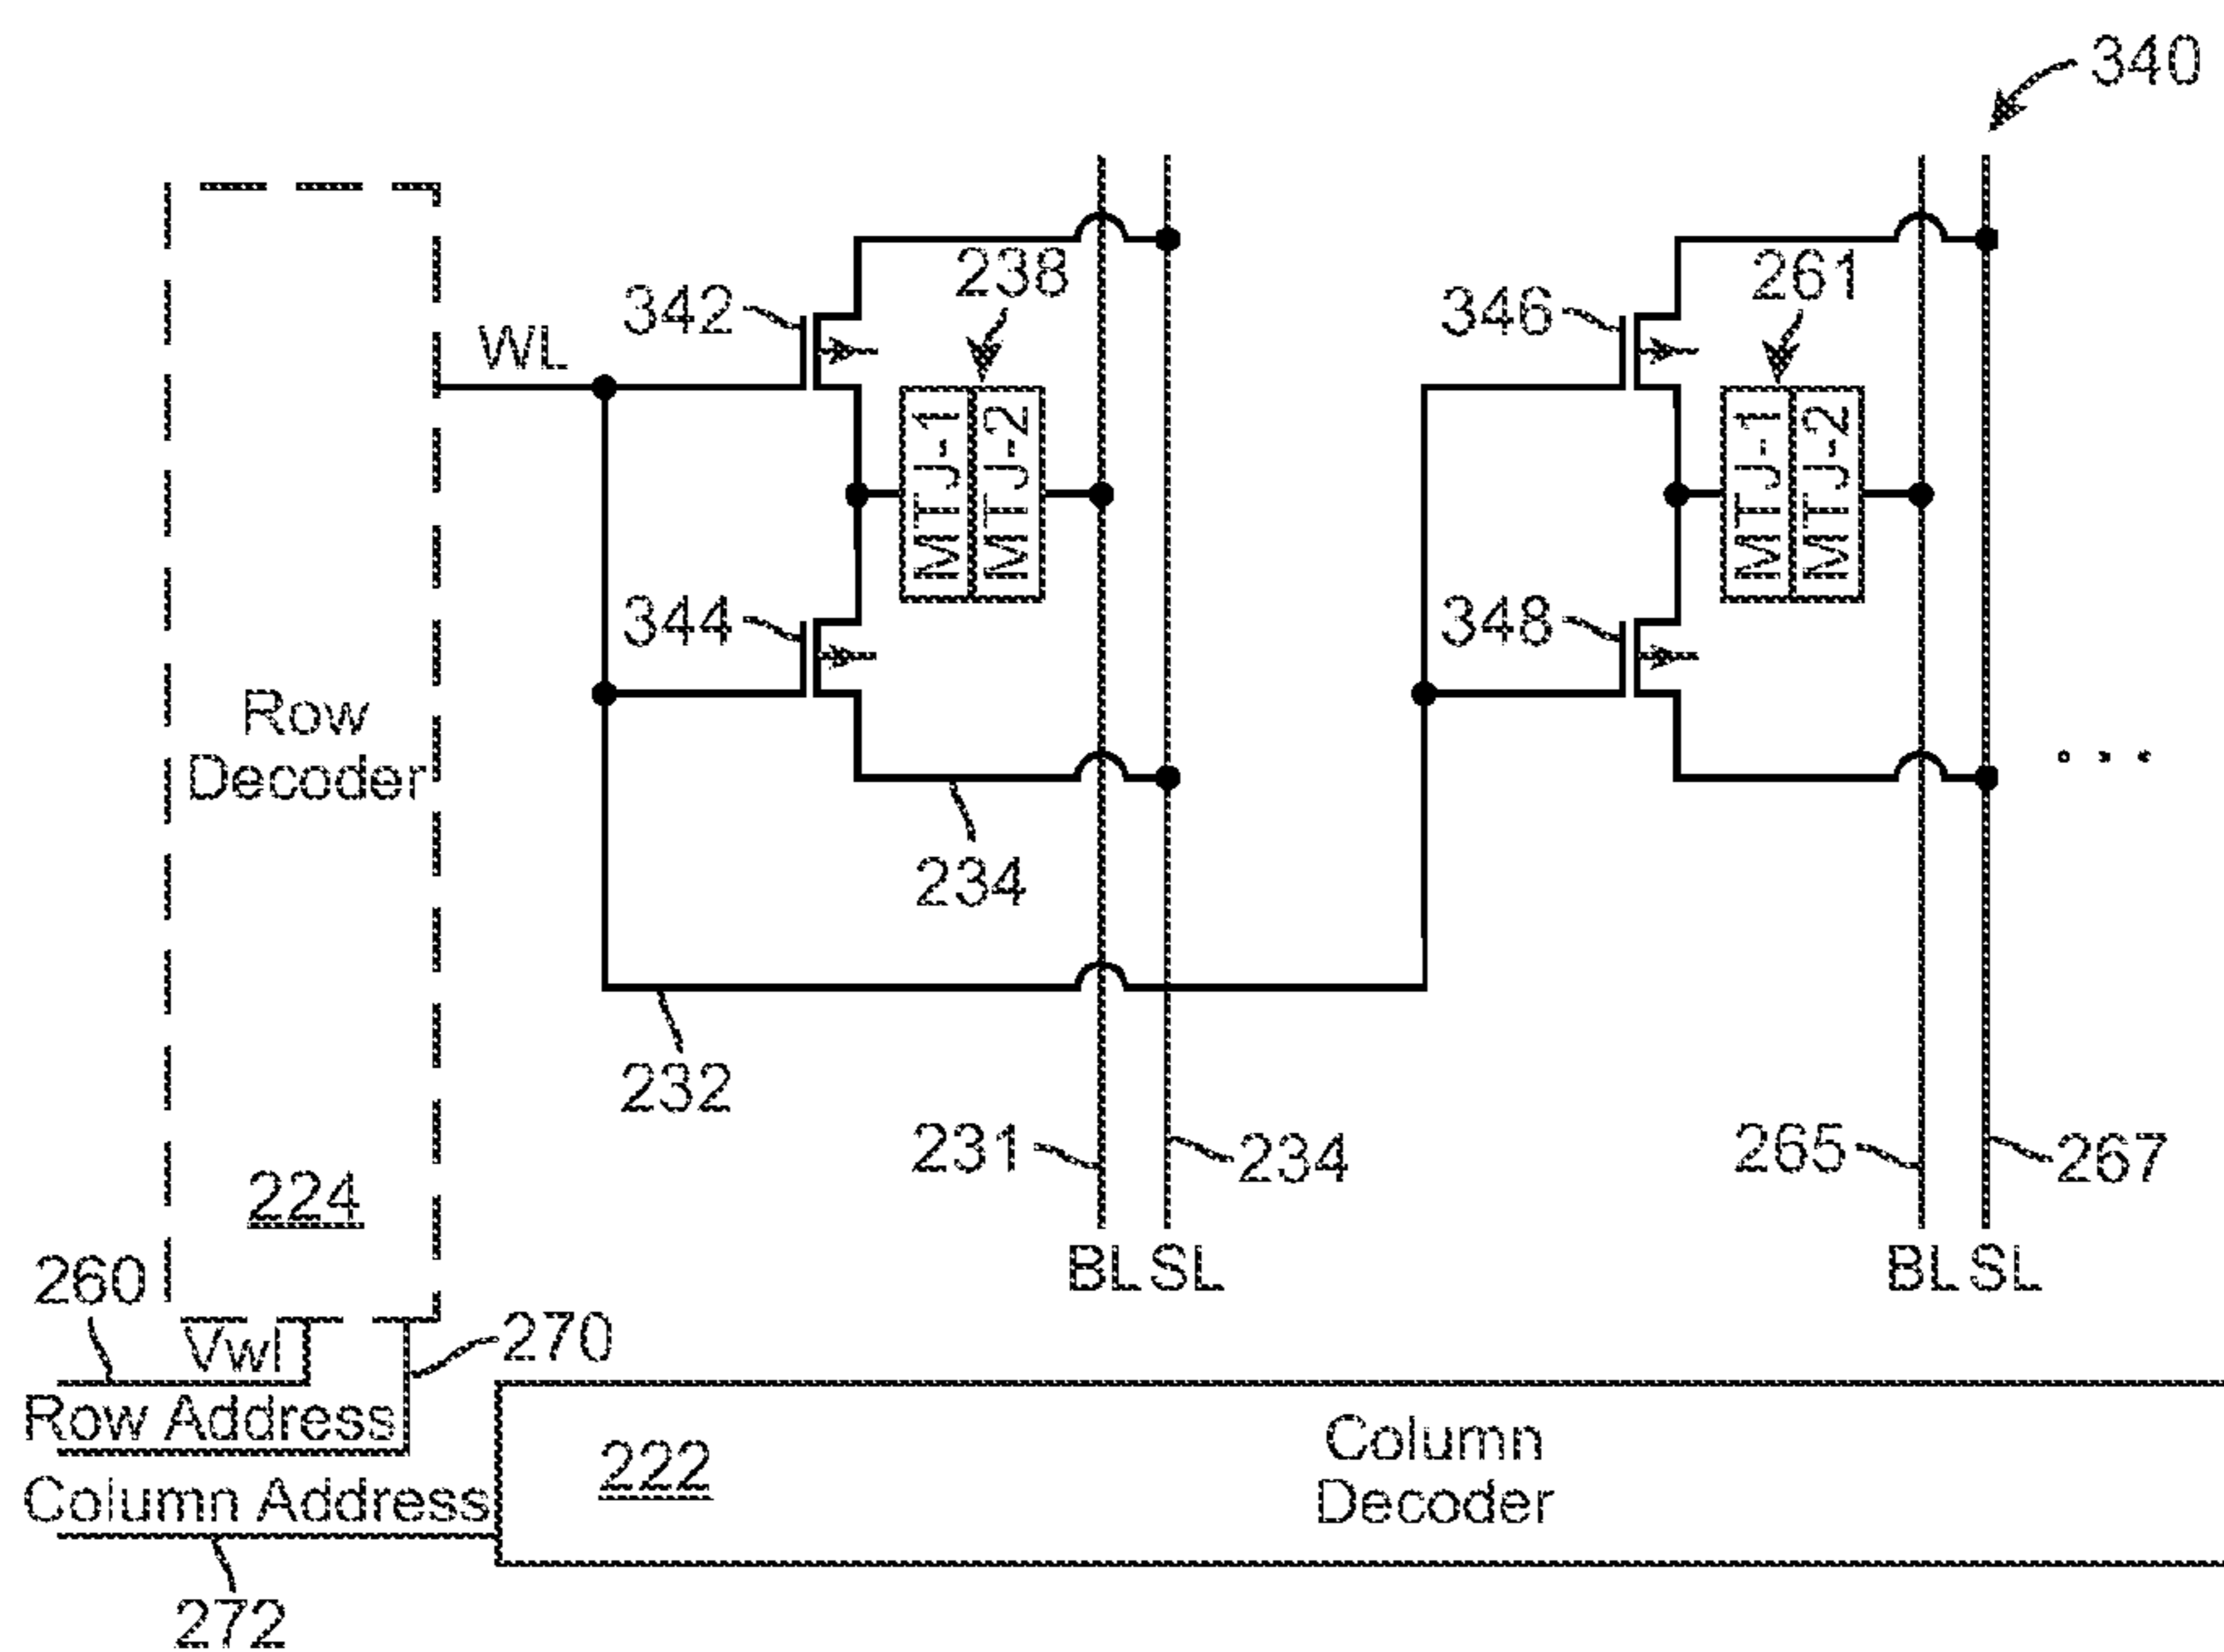 340
238
261
342
346
WL
MTJ-1
MTJ-2
MTJ-1
MTJ-2
344
348
Row
Decoder
234
232
231
234
265
267
224
BL SL
BL SL
260
Vwl
270
Row Address
Column Address
222
Column
Decoder
272